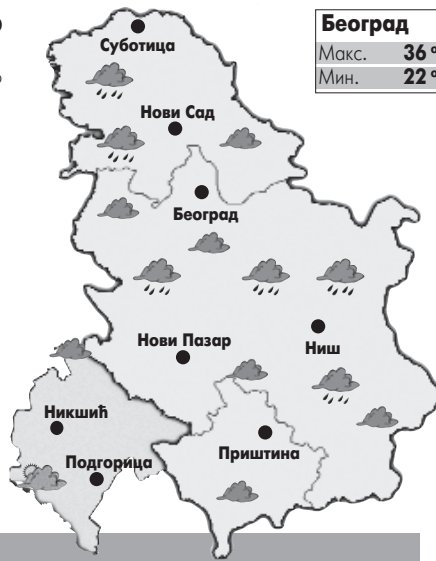 Суботица
Београд
Макс. 36°
Мин. 22°
Нови Сад
Београд
Нови Пазар
Ниш
Никшић
Приштина
Подгорица